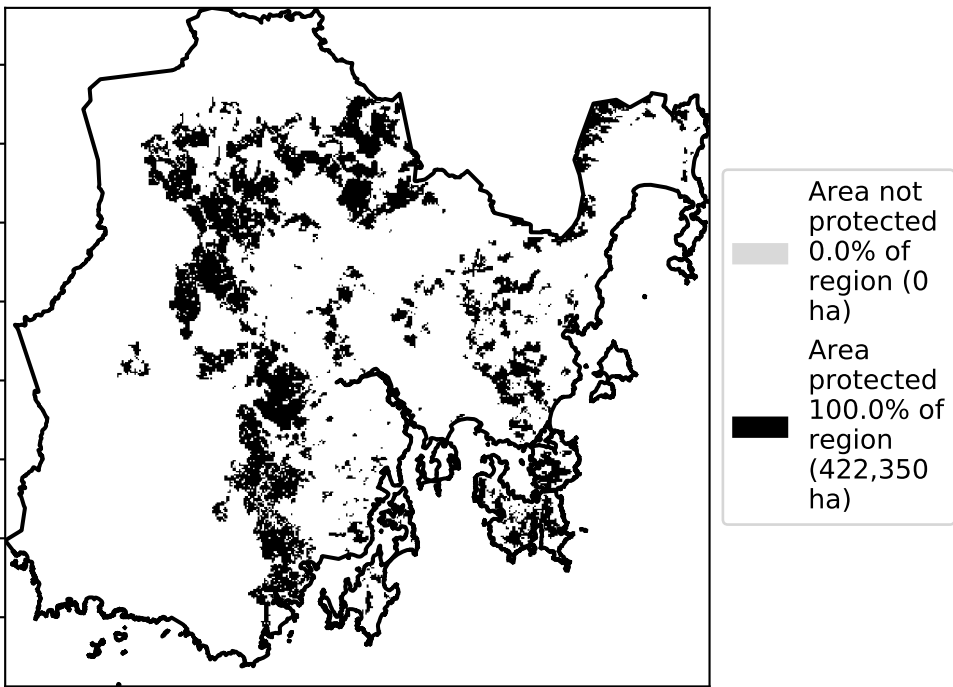 Area not
protected
0.0% of
region (0
ha)
Area
protected
100.0% of
region
(422,350
ha)